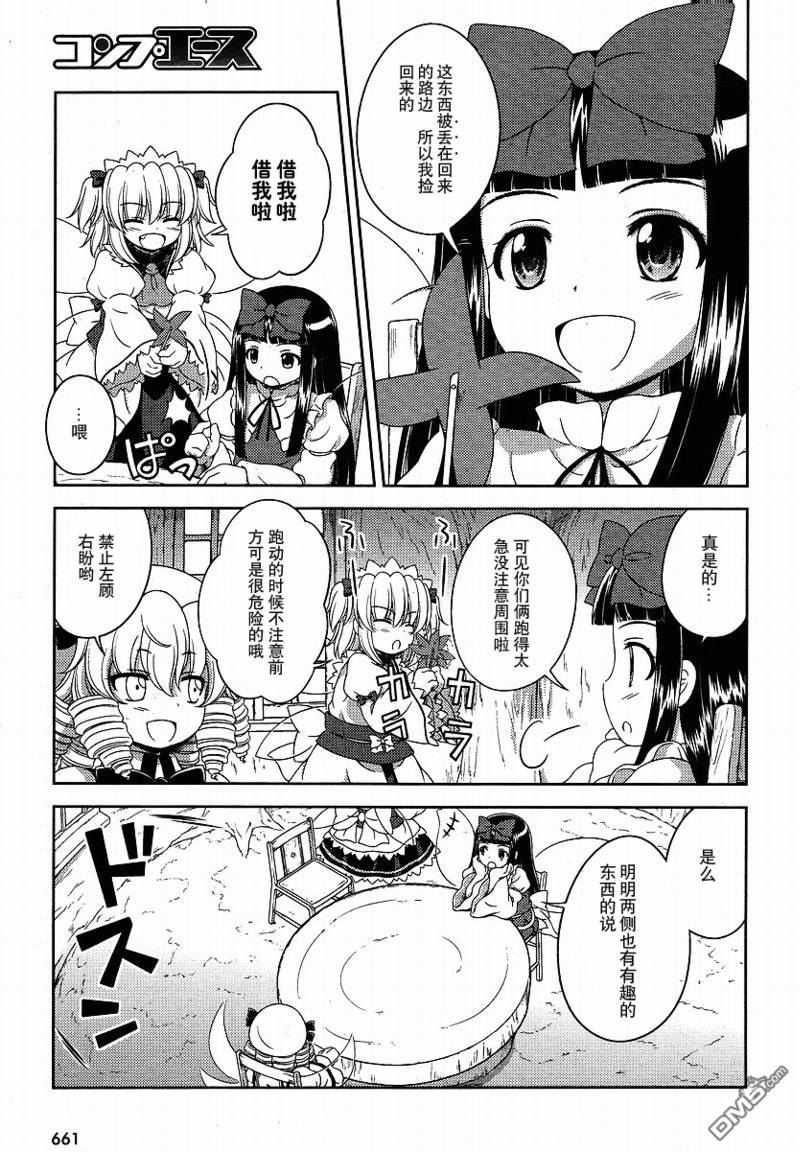 コンプエース
这东西被丢在回来
的路边 所以我捡
回来的
借我啦
借我啦
…喂
ぱっ
真是的…
可见你们俩跑得太
急没注意周围啦
ふ
ふ
カラ
カラ
跑动的时候不注意前
方可是很危险的哦
禁止左顾
右盼哟
是么
明明两侧也有有趣的
东西的说
ドスン
661
DM5.com